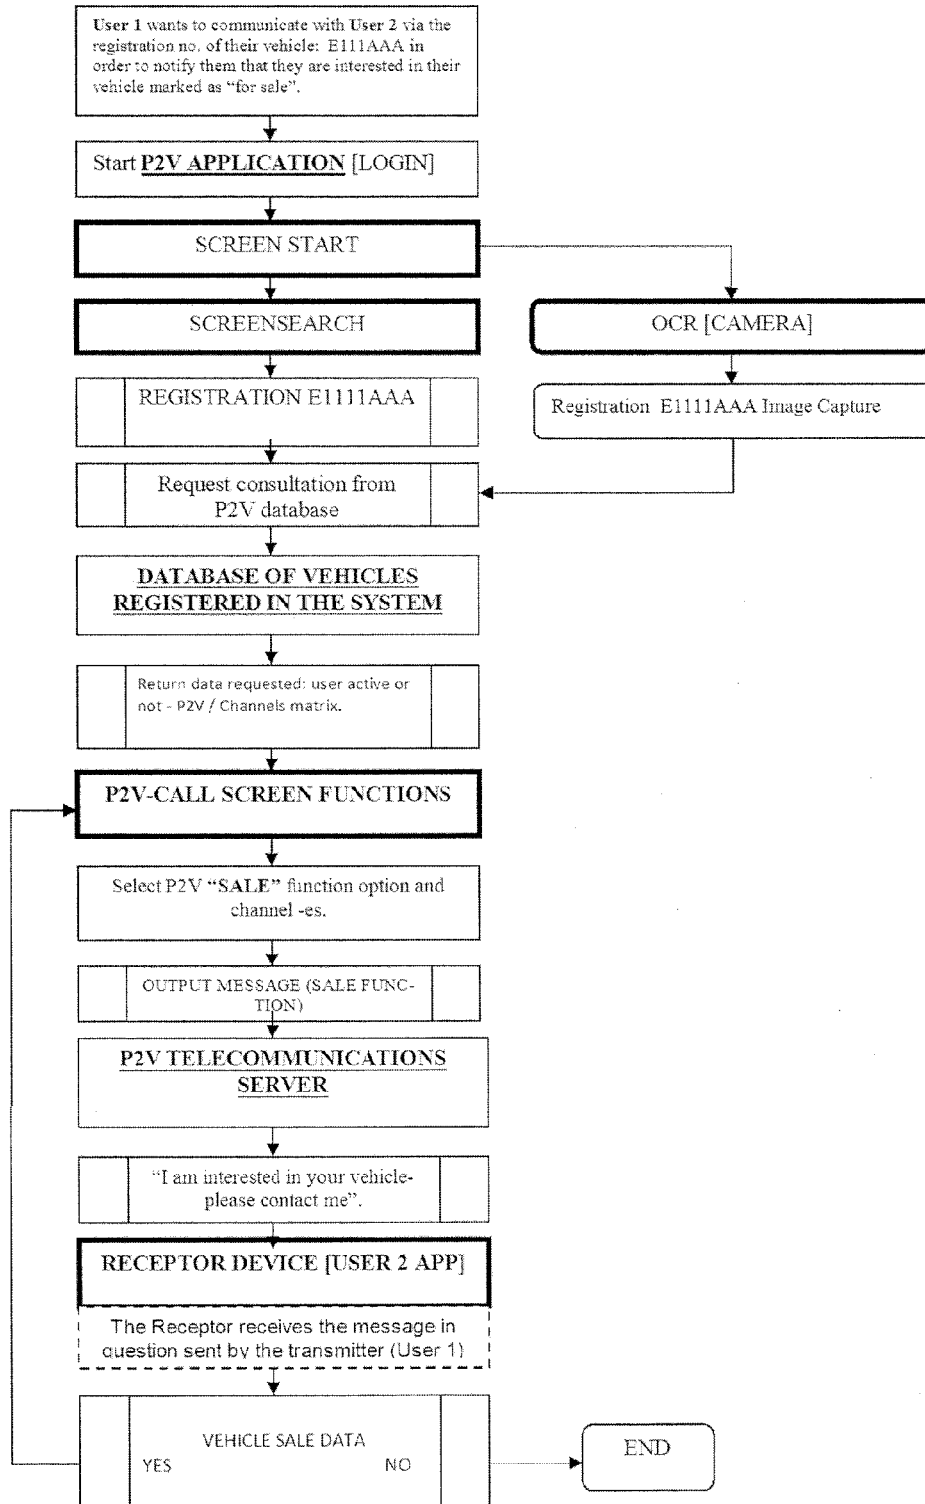 User 1 wants to communicate with User 2 via the
registration no. of their vehicle: E111AAA in
order to notify them that they are interested in their
vehicle marked as “for sale”.
Start P2V APPLICATION [LOGIN]
SCREEN START
SCREENSEARCH
OCR [CAMERA]
REGISTRATION E1111AAA
Registration E1111AAA Image Capture
Request consultation from
P2V database
DATABASE OF VEHICLES
REGISTERED IN THE SYSTEM
Return data requested: user active or
not - P2V / Channels matrix.
P2V-CALL SCREEN FUNCTIONS
Select P2V “SALE” function option and
channel -es.
OUTPUT MESSAGE (SALE FUNC-
TION)
P2V TELECOMMUNICATIONS
SERVER
“I am interested in your vehicle-
please contact me”.
RECEPTOR DEVICE [USER 2 APP]
The Receptor receives the message in
question sent by the transmitter (User 1)
VEHICLE SALE DATA
YES NO
END